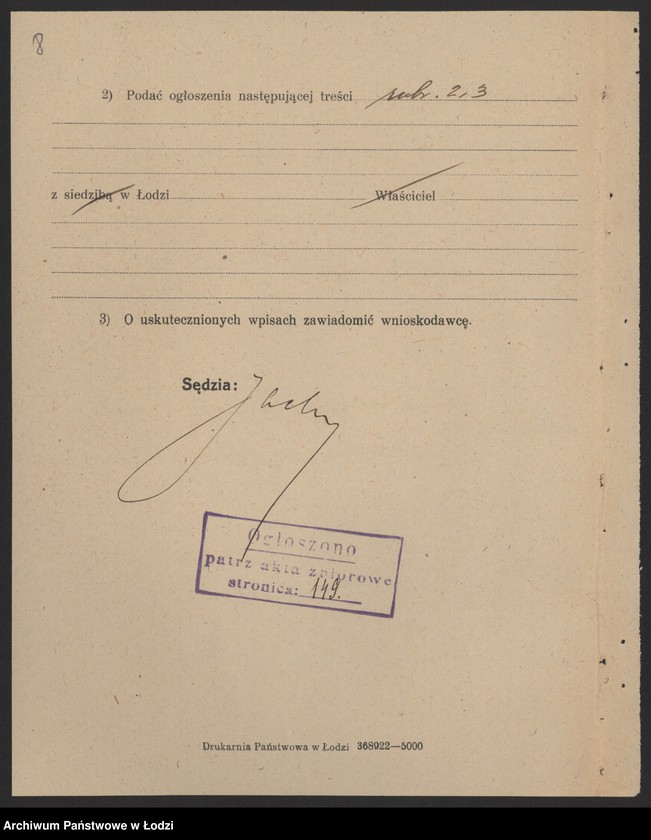 8
2) Podać ogłoszenia następującej treści rubr. 2, 3
z siedzibą w Łodzi Właściciel
3) O uskutecznionych wpisach zawiadomić wnioskodawcę.
Sędzia:
Ogłoszono
patrz akta zbiorowe
stronica: 149.
Drukarnia Państwowa w Łodzi 368922—5000
Archiwum Państwowe w Łodzi